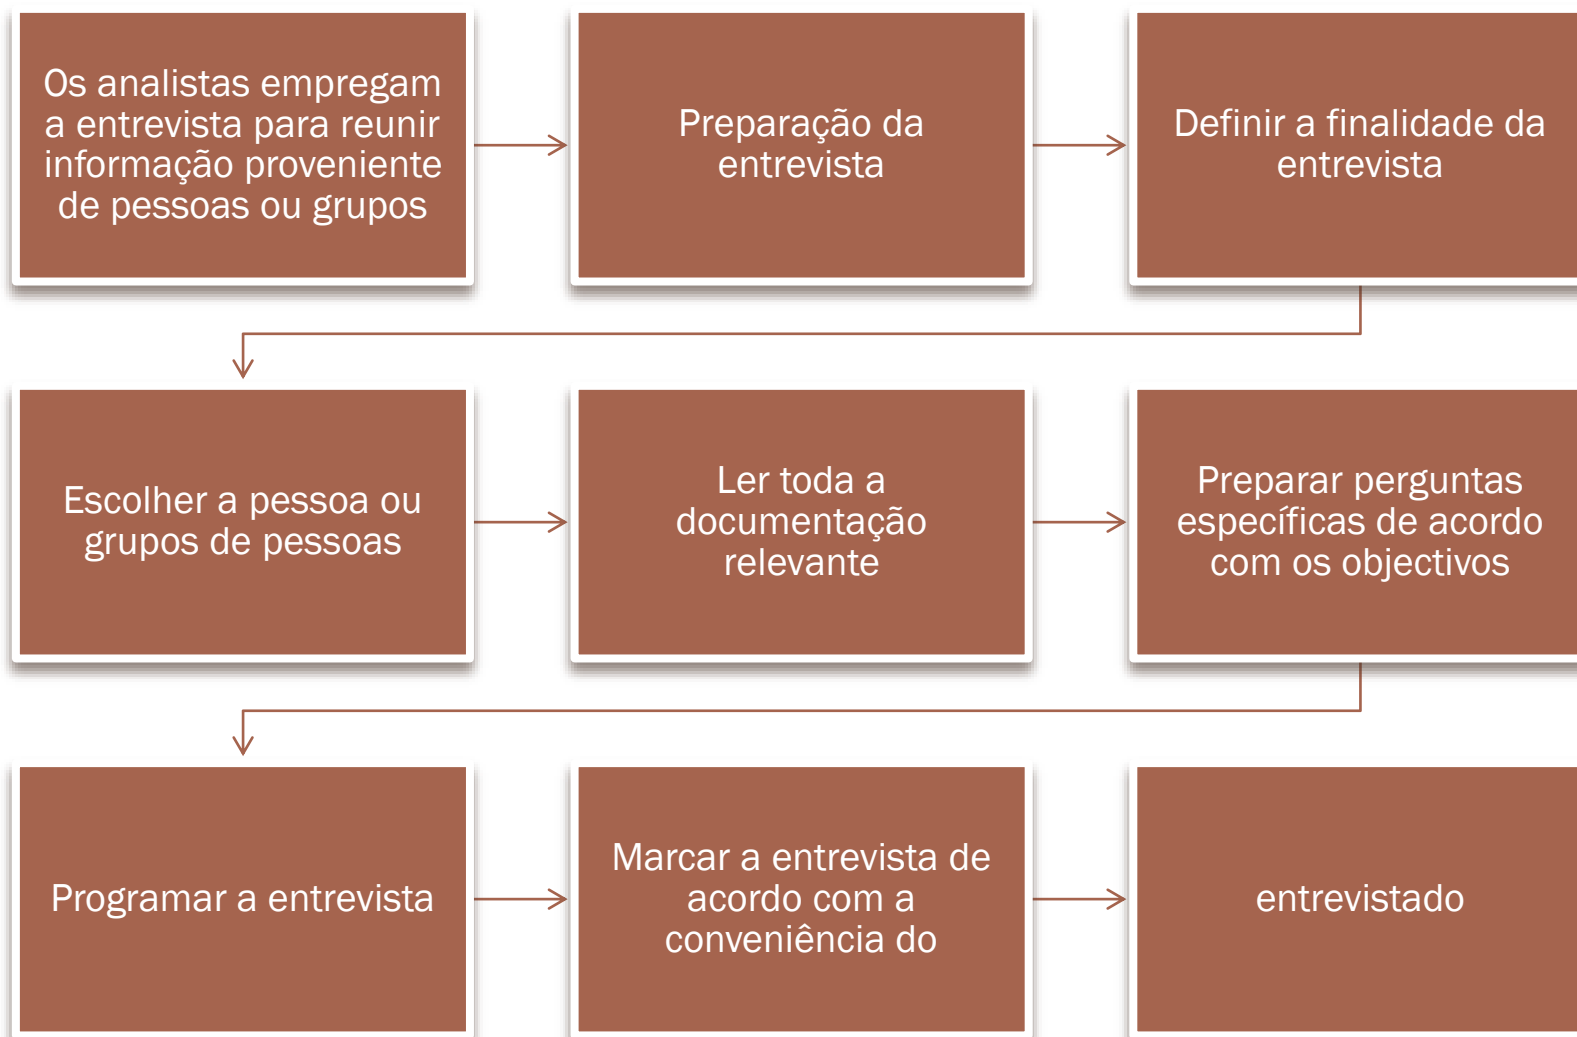 Os analistas empregam
a entrevista para reunir
informação proveniente
de pessoas ou grupos
Preparação da
entrevista
Definir a finalidade da
entrevista
Escolher a pessoa ou
grupos de pessoas
Ler toda a
documentação
relevante
Preparar perguntas
específicas de acordo
com os objectivos
Programar a entrevista
Marcar a entrevista de
acordo com a
conveniência do
entrevistado